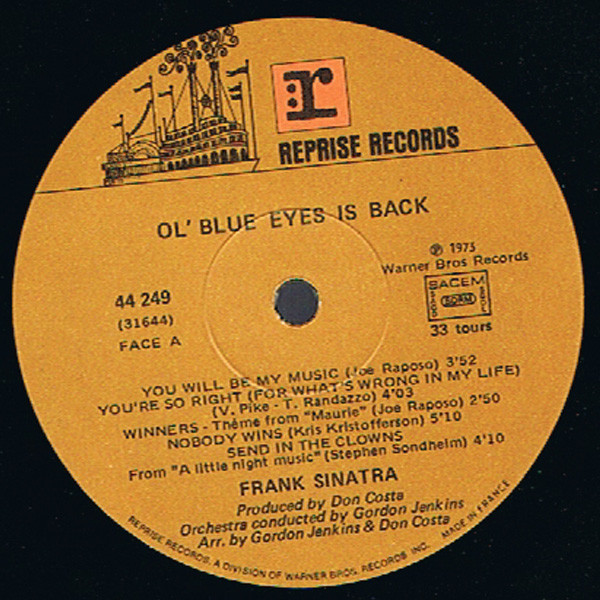 r
REPRISE RECORDS
OL' BLUE EYES IS BACK
℗ 1973
Warner Bros Records
44 249
(31644)
FACE A
SACEM
SDRM
33 tours
YOU WILL BE MY MUSIC (Joe Raposo) 3'52
YOU'RE SO RIGHT (FOR WHAT'S WRONG IN MY LIFE)
(V. Pike - T. Randazzo) 4'03
WINNERS - Thème from "Maurie" (Joe Raposo) 2'50
NOBODY WINS (Kris Kristofferson) 5'10
SEND IN THE CLOWNS
From "A little night music" (Stephen Sondheim) 4'10
FRANK SINATRA
Produced by Don Costa
Orchestra conducted by Gordon Jenkins
Arr. by Gordon Jenkins & Don Costa
REPRISE RECORDS, A DIVISION OF WARNER BROS. RECORDS INC. MADE IN FRANCE